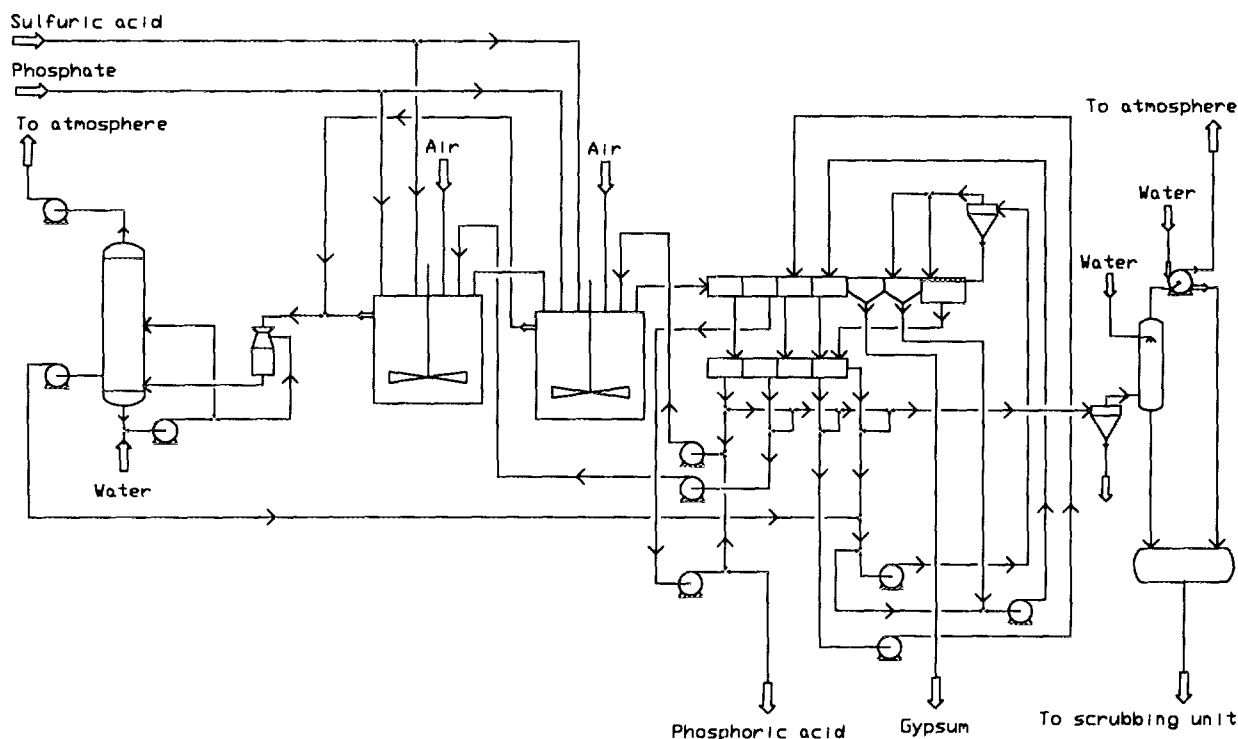 Sulfuric acid
Phosphate
To atmosphere
To atmosphere
Air
Air
Water
Water
Water
Phosphoric acid
Gypsum
To scrubbing unit